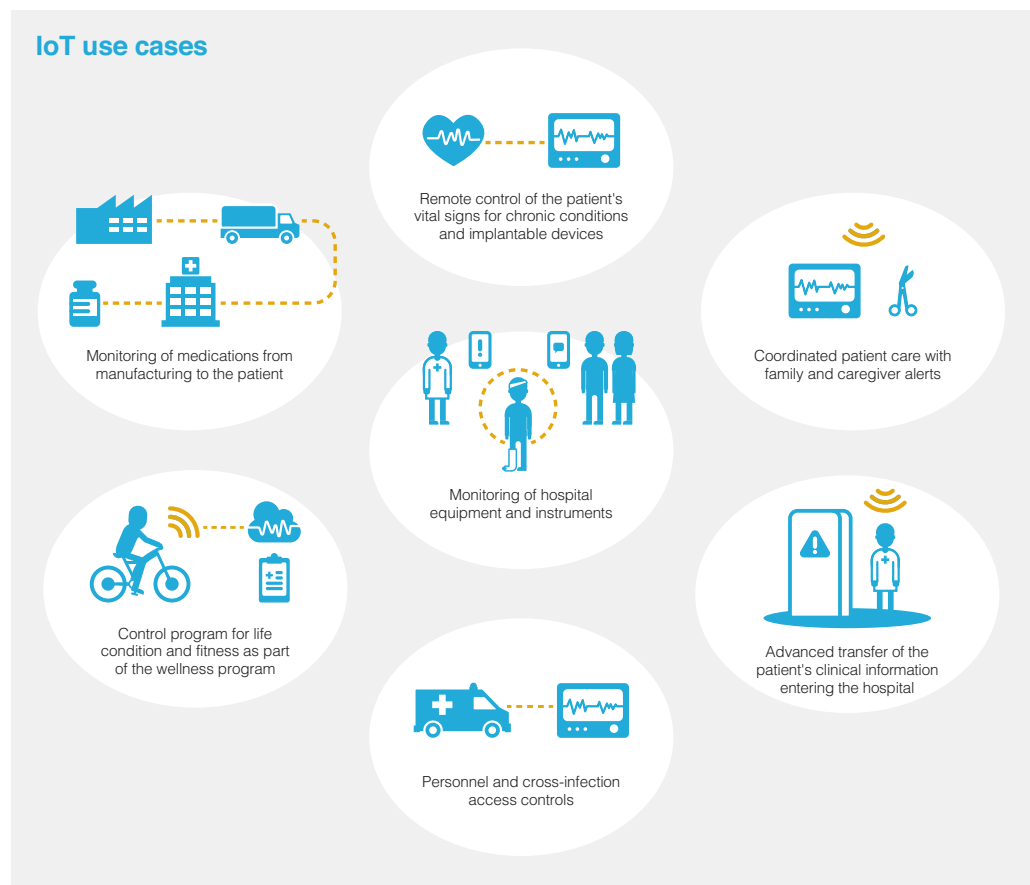 IoT use cases
Remote control of the patient's
vital signs for chronic conditions
and implantable devices
Monitoring of medications from
manufacturing to the patient
Coordinated patient care with
family and caregiver alerts
Monitoring of hospital
equipment and instruments
Control program for life
condition and fitness as part
of the wellness program
Advanced transfer of the
patient's clinical information
entering the hospital
Personnel and cross-infection
access controls